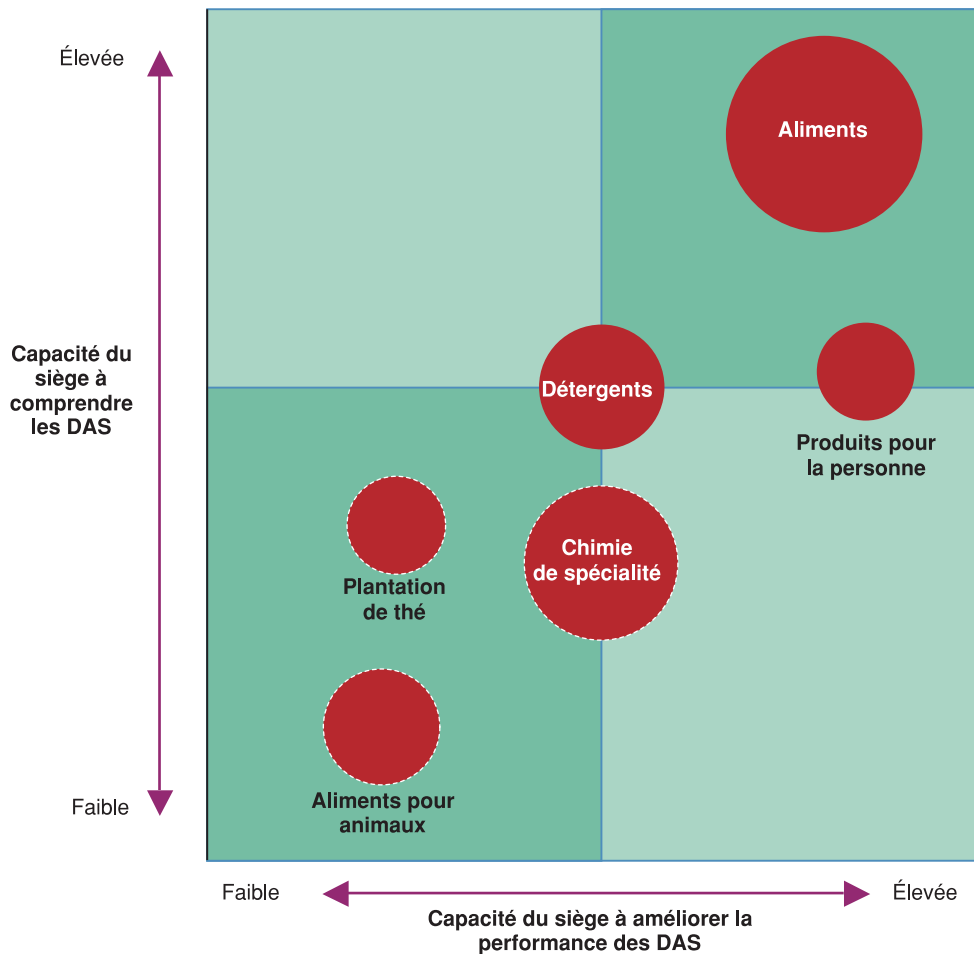 Élevée
Aliments
Capacité du
siège à
comprendre
les DAS
Détergents
Produits pour
la personne
Chimie
de spécialité
Plantation
de thé
Faible
Aliments pour
animaux
Faible
Élevée
Capacité du siège à améliorer la
performance des DAS